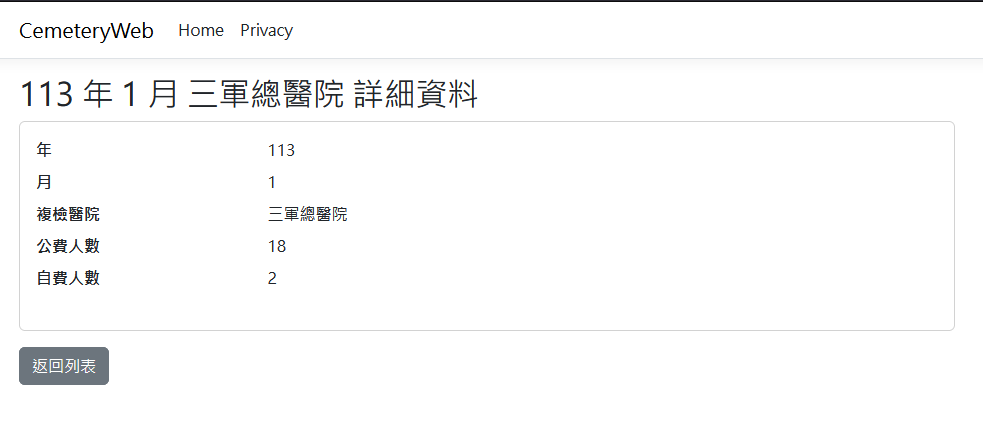 CemeteryWeb Home Privacy
113 年 1 月 三軍總醫院 詳細資料
年 113
月 1
複檢醫院 三軍總醫院
公費人數 18
自費人數 2
返回列表